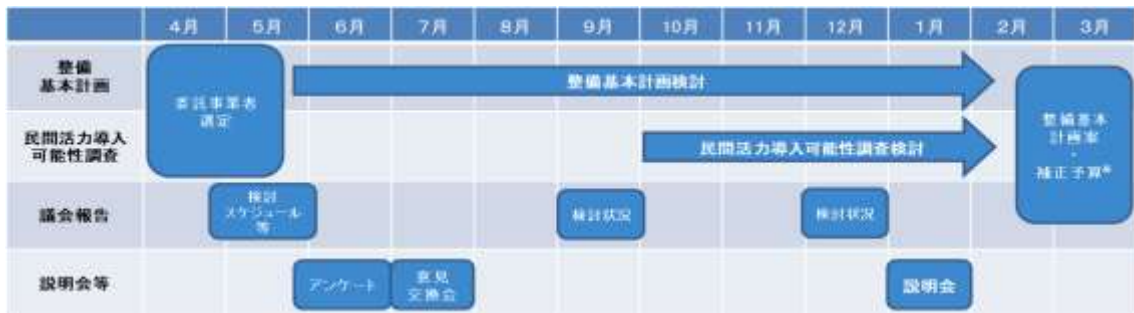 4月 5月 6月 7月 8月 9月 10月 11月 12月 1月 2月 3月
整備
基本計画
委託事業者
選定
整備基本計画検討
整備基本
計画案
・
補正予算※
民間活力導入
可能性調査
民間活力導入可能性調査検討
議会報告
検討
スケジュール
等
検討状況
検討状況
説明会等
アンケート
意見
交換会
説明会